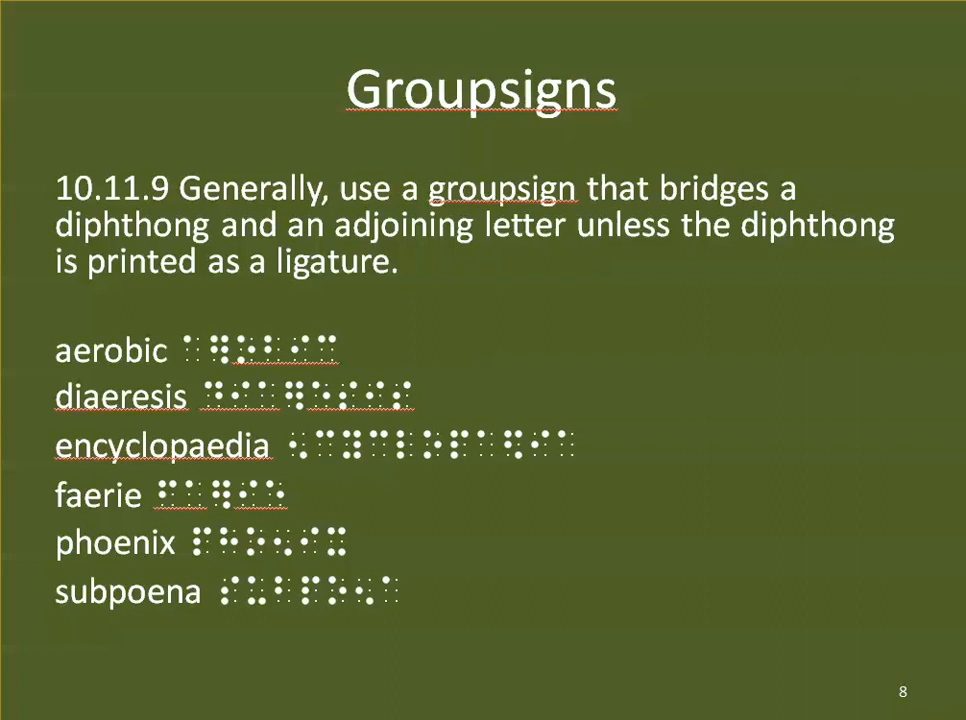 Groupsigns
10.11.9 Generally, use a groupsign that bridges a
diphthong and an adjoining letter unless the diphthong
is printed as a ligature.
aerobic ⠁⠻⠕⠃⠊⠉
diaeresis ⠙⠊⠁⠻⠑⠎⠊⠎
encyclopaedia ⠢⠉⠽⠉⠇⠕⠏⠁⠫⠊⠁
faerie ⠋⠁⠻⠊⠑
phoenix ⠏⠓⠕⠢⠊⠭
subpoena ⠎⠥⠃⠏⠕⠢⠁
8